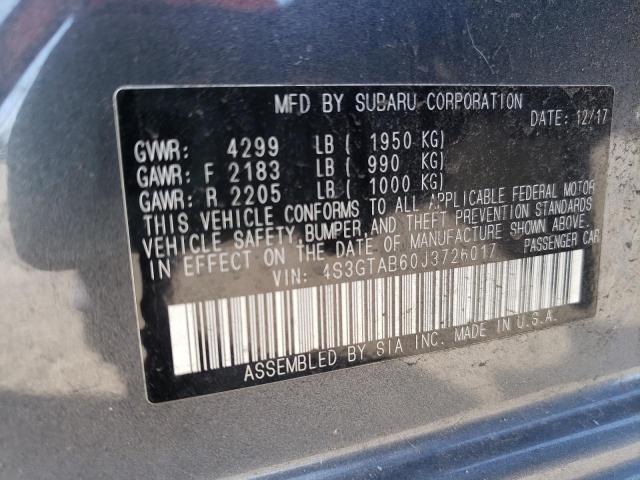 MFD BY SUBARU CORPORATION
DATE: 12/17
GVWR: 4299 LB ( 1950 KG)
GAWR: F 2183 LB ( 990 KG)
GAWR: R 2205 LB ( 1000 KG)
THIS VEHICLE CONFORMS TO ALL APPLICABLE FEDERAL MOTOR
VEHICLE SAFETY, BUMPER, AND THEFT PREVENTION STANDARDS
IN EFFECT ON THE DATE OF MANUFACTURE SHOWN ABOVE.
VIN: 4S3GTAB60J3726017 PASSENGER CAR
ASSEMBLED BY SIA INC. MADE IN U.S.A.